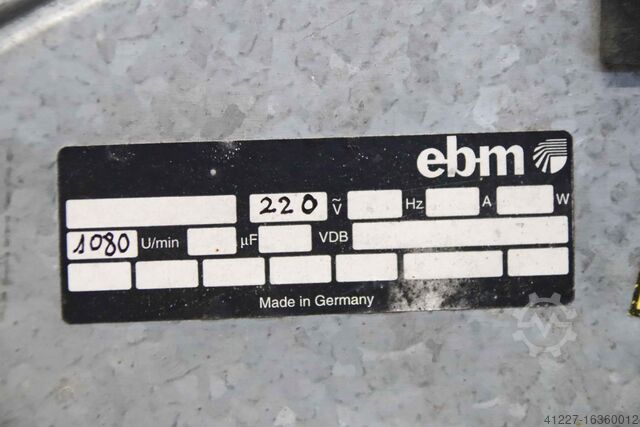 ebm
220 ~ V Hz A W
1080 U/min µF VDB
Made in Germany
41227-16360012